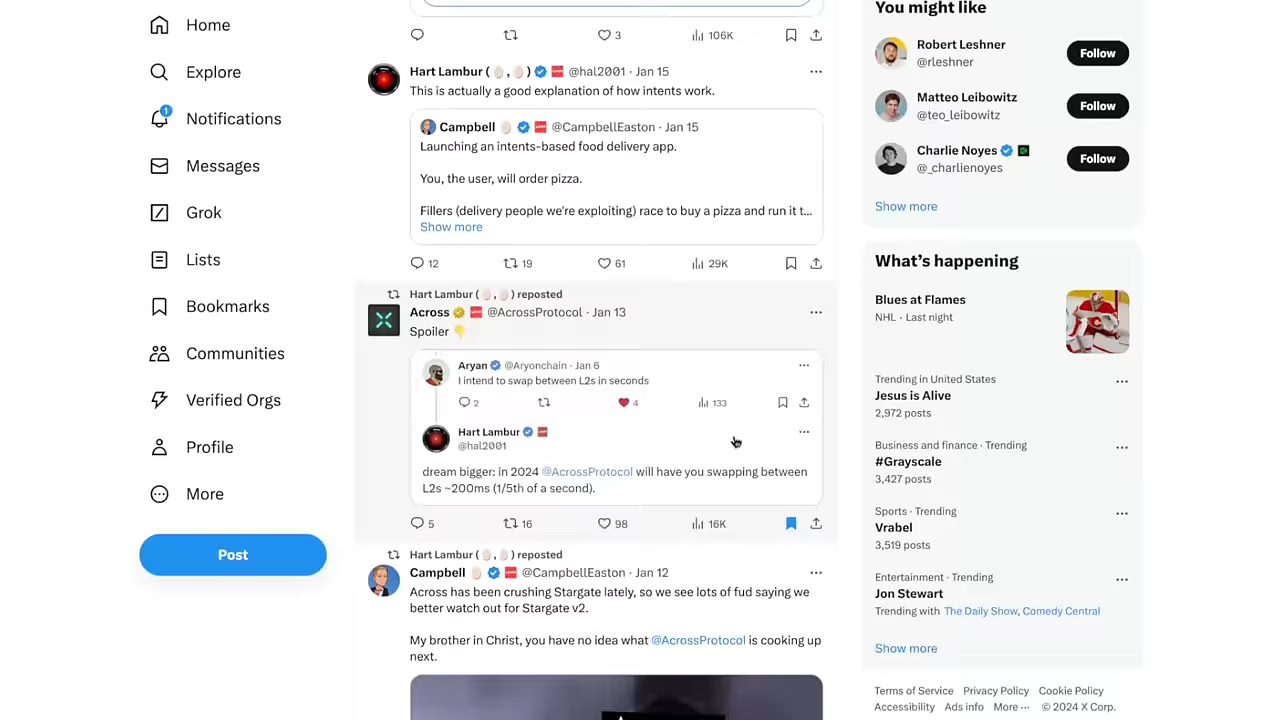 Home
Explore
1
Notifications
Messages
Grok
Lists
Bookmarks
Communities
Verified Orgs
Profile
More
Post
3
106K
Hart Lambur (🥚,🥚) @hal2001 · Jan 15
This is actually a good explanation of how intents work.
Campbell 🥚 @CampbellEaston · Jan 15
Launching an intents-based food delivery app.
You, the user, will order pizza.
Fillers (delivery people we're exploiting) race to buy a pizza and run it t...
Show more
12 19 61 29K
Hart Lambur (🥚,🥚) reposted
Across @AcrossProtocol · Jan 13
Spoiler 👇
Aryan @Aryonchain · Jan 6
I intend to swap between L2s in seconds
2 4 133
Hart Lambur
@hal2001
dream bigger: in 2024 @AcrossProtocol will have you swapping between
L2s ~200ms (1/5th of a second).
5 16 98 16K
Hart Lambur (🥚,🥚) reposted
Campbell 🥚 @CampbellEaston · Jan 12
Across has been crushing Stargate lately, so we see lots of fud saying we
better watch out for Stargate v2.
My brother in Christ, you have no idea what @AcrossProtocol is cooking up
next.
You might like
Robert Leshner
@rleshner
Follow
Matteo Leibowitz
@teo_leibowitz
Follow
Charlie Noyes
@_charlienoyes
Follow
Show more
What's happening
Blues at Flames
NHL · Last night
Trending in United States
Jesus is Alive
2,972 posts
Business and finance · Trending
#Grayscale
3,427 posts
Sports · Trending
Vrabel
3,519 posts
Entertainment · Trending
Jon Stewart
Trending with The Daily Show, Comedy Central
Show more
Terms of Service Privacy Policy Cookie Policy
Accessibility Ads info More ··· © 2024 X Corp.